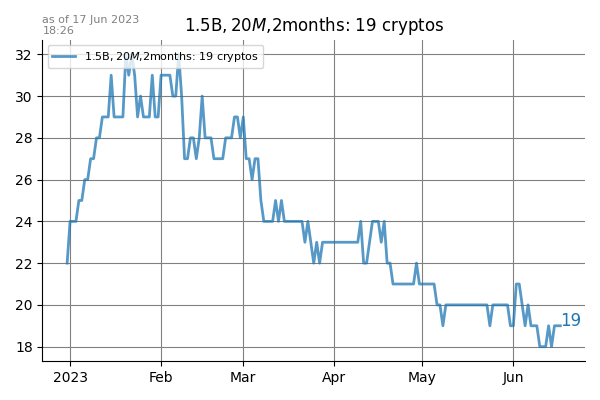 as of 17 Jun 2023
18:26
1.5B, 20M,2months: 19 cryptos
1.5B, 20M,2months: 19 cryptos
32
30
28
26
24
22
20
18
19
2023 Feb Mar Apr May Jun